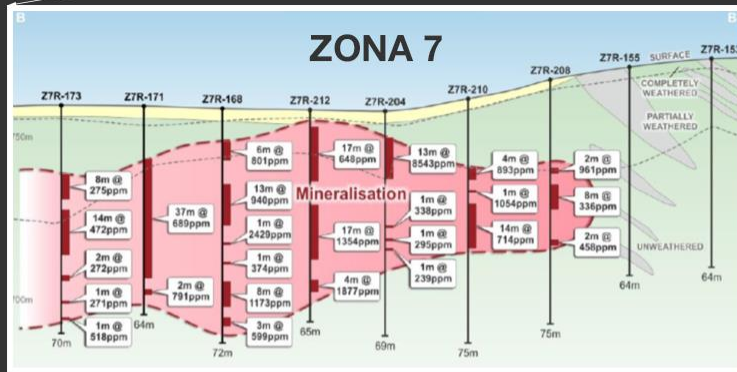 B
B
ZONA 7
Z7R-173
Z7R-171
Z7R-168
Z7R-212
Z7R-204
Z7R-210
Z7R-208
Z7R-155
SURFACE
COMPLETELY
WEATHERED
PARTIALLY
WEATHERED
UNWEATHERED
750m
700m
Mineralisation
8m @
275ppm
14m @
472ppm
2m @
272ppm
1m @
271ppm
1m @
518ppm
70m
37m @
689ppm
2m @
791ppm
64m
6m @
801ppm
13m @
940ppm
1m @
2429ppm
1m @
374ppm
8m @
1173ppm
3m @
599ppm
72m
17m @
648ppm
17m @
1354ppm
4m @
1877ppm
65m
13m @
8543ppm
1m @
338ppm
1m @
295ppm
1m @
239ppm
69m
4m @
893ppm
1m @
1054ppm
14m @
714ppm
75m
2m @
961ppm
8m @
336ppm
2m @
458ppm
75m
64m
64m